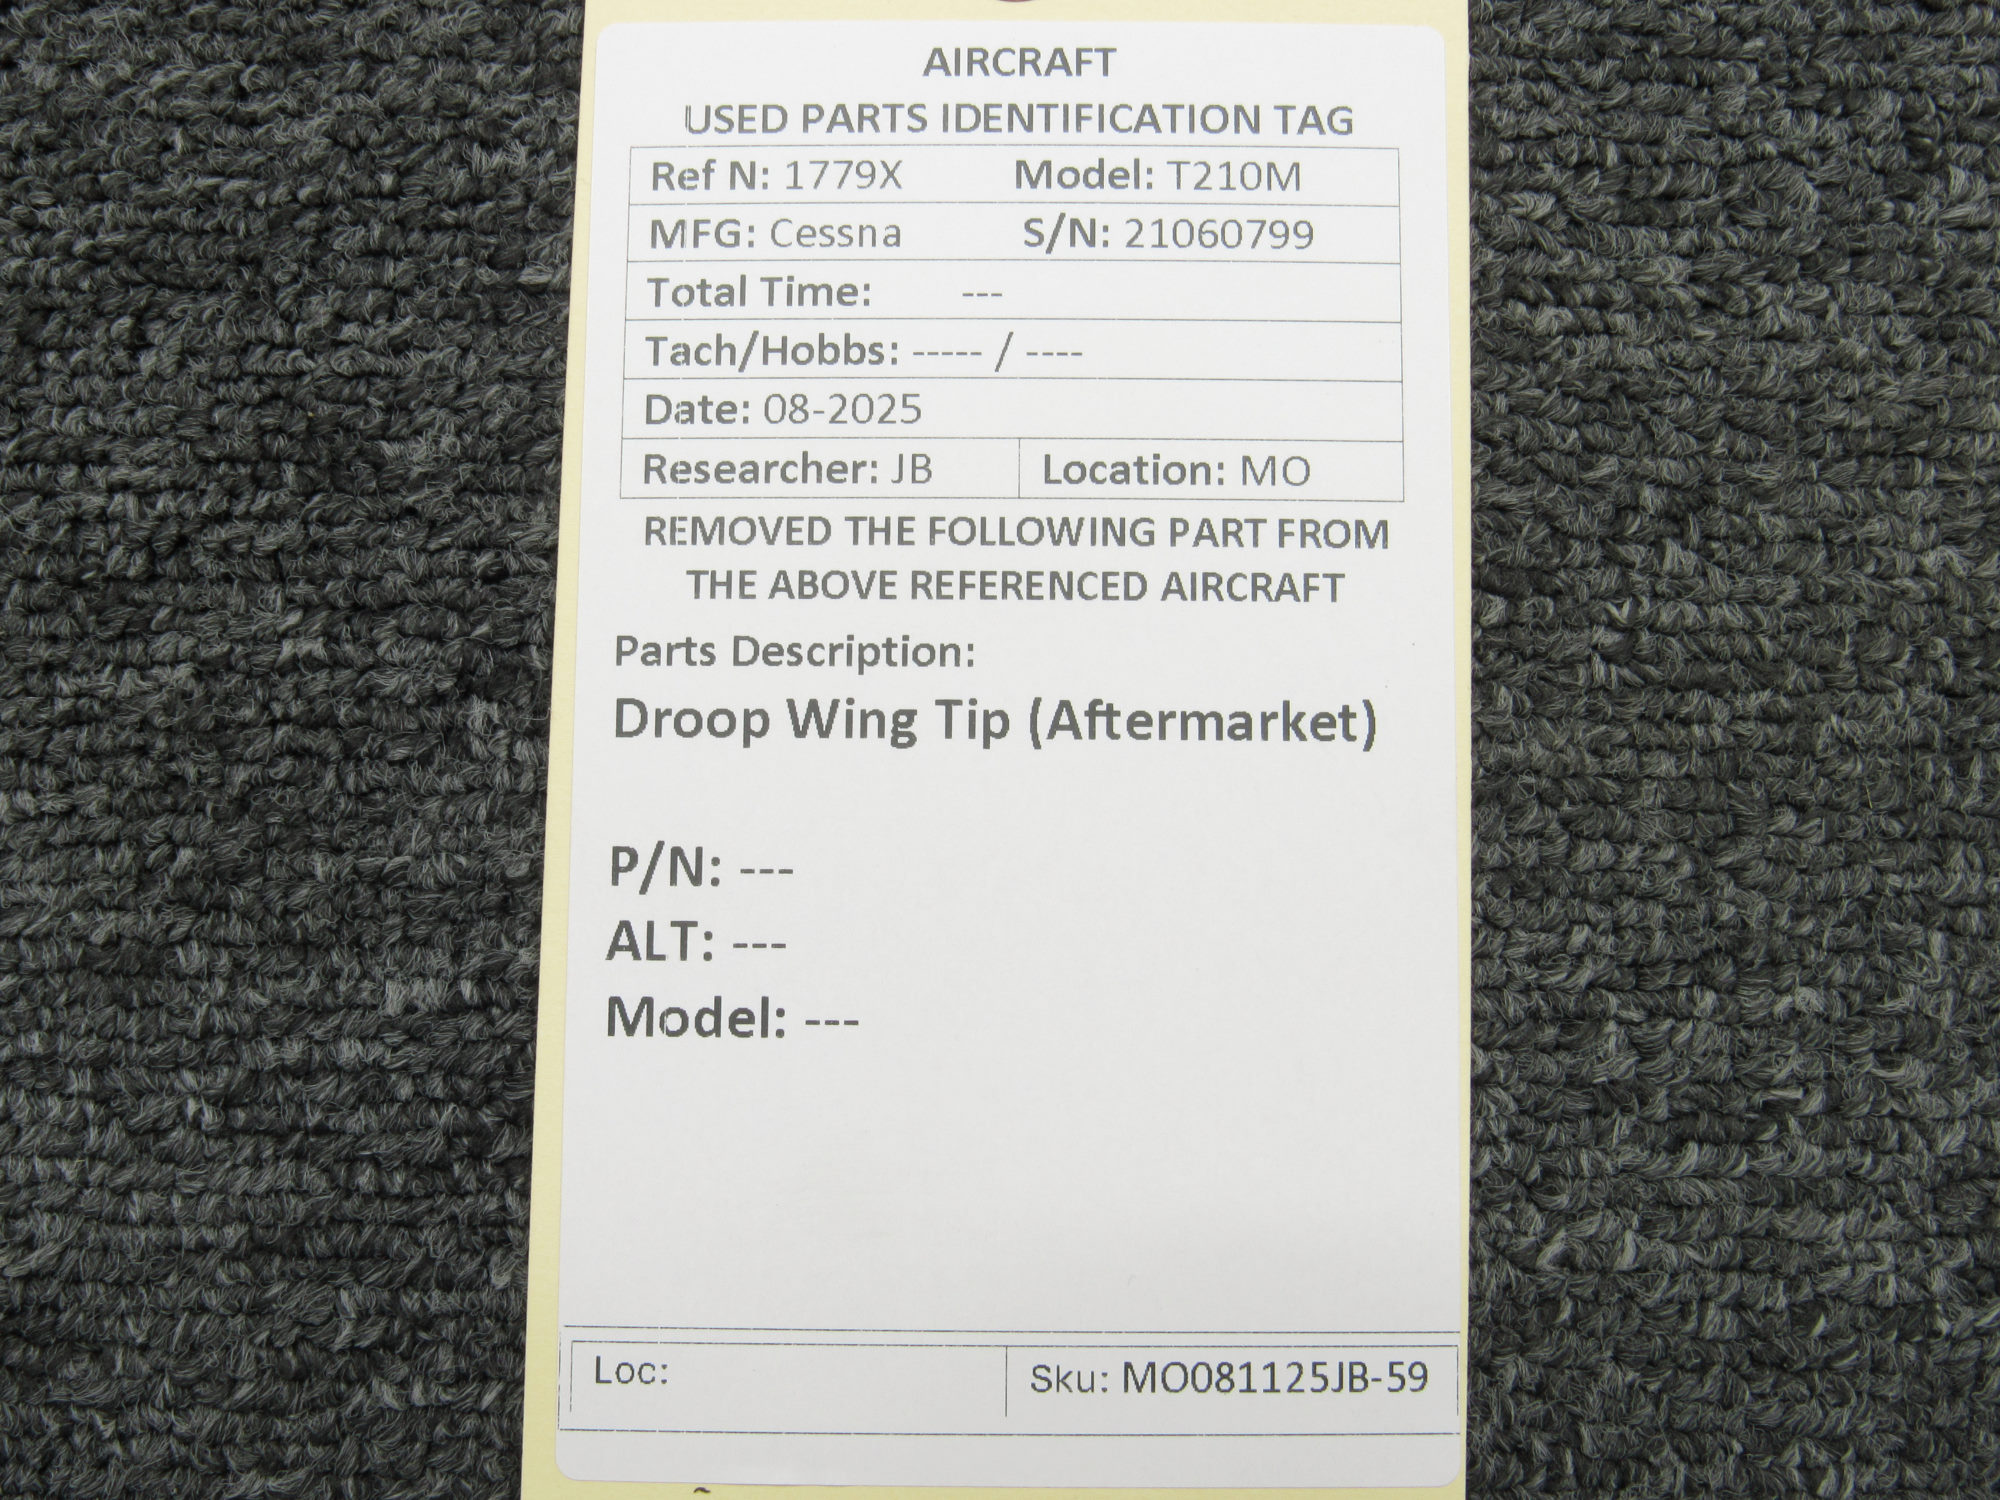 AIRCRAFT
USED PARTS IDENTIFICATION TAG
Ref N: 1779X Model: T210M
MFG: Cessna S/N: 21060799
Total Time: ---
Tach/Hobbs: ----- / ----
Date: 08-2025
Researcher: JB Location: MO
REMOVED THE FOLLOWING PART FROM
THE ABOVE REFERENCED AIRCRAFT
Parts Description:
Droop Wing Tip (Aftermarket)
P/N: ---
ALT: ---
Model: ---
Loc: Sku: MO081125JB-59